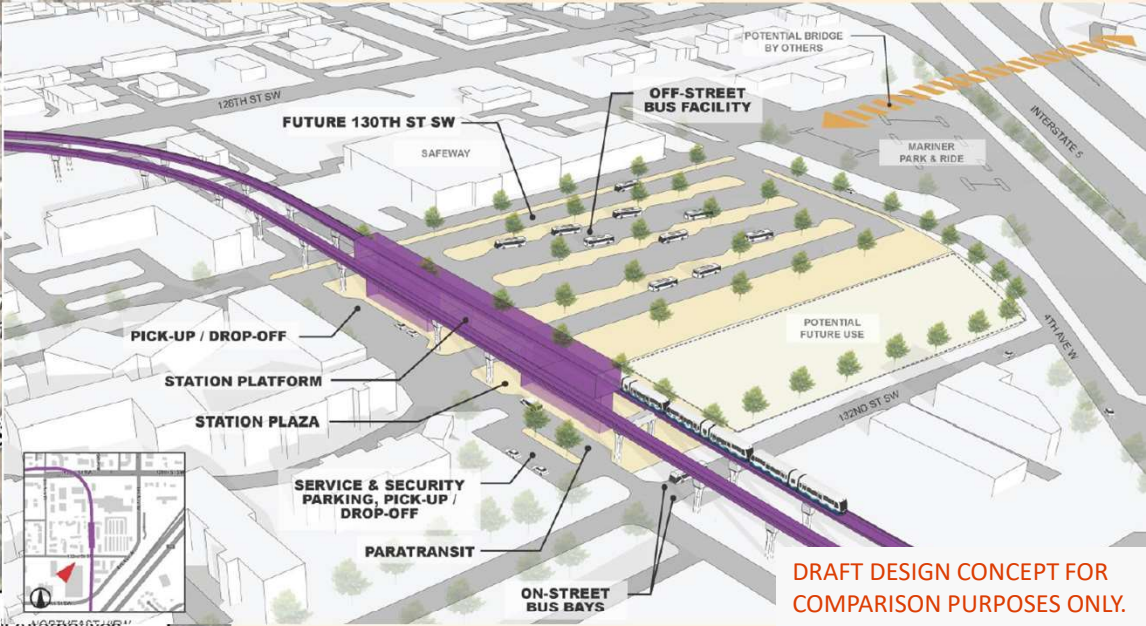 POTENTIAL BRIDGE
BY OTHERS
OFF-STREET
BUS FACILITY
128TH ST SW
FUTURE 130TH ST SW
SAFEWAY
INTERSTATE 5
MARINER
PARK & RIDE
PICK-UP / DROP-OFF
POTENTIAL
FUTURE USE
4TH AVE W
STATION PLATFORM
132ND ST SW
STATION PLAZA
SERVICE & SECURITY
PARKING, PICK-UP /
DROP-OFF
PARATRANSIT
ON-STREET
BUS BAYS
DRAFT DESIGN CONCEPT FOR
COMPARISON PURPOSES ONLY.